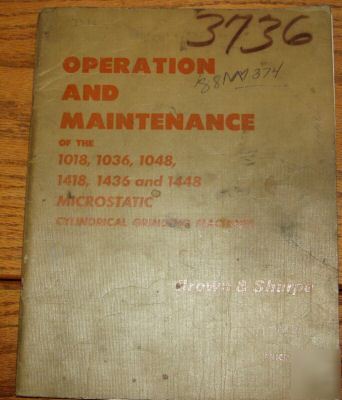 3736
OPERATION
AND
MAINTENANCE
OF THE
1018, 1036, 1048,
1418, 1436 and 1448
MICROSTATIC
CYLINDRICAL GRINDING MACHINES
Brown & Sharpe